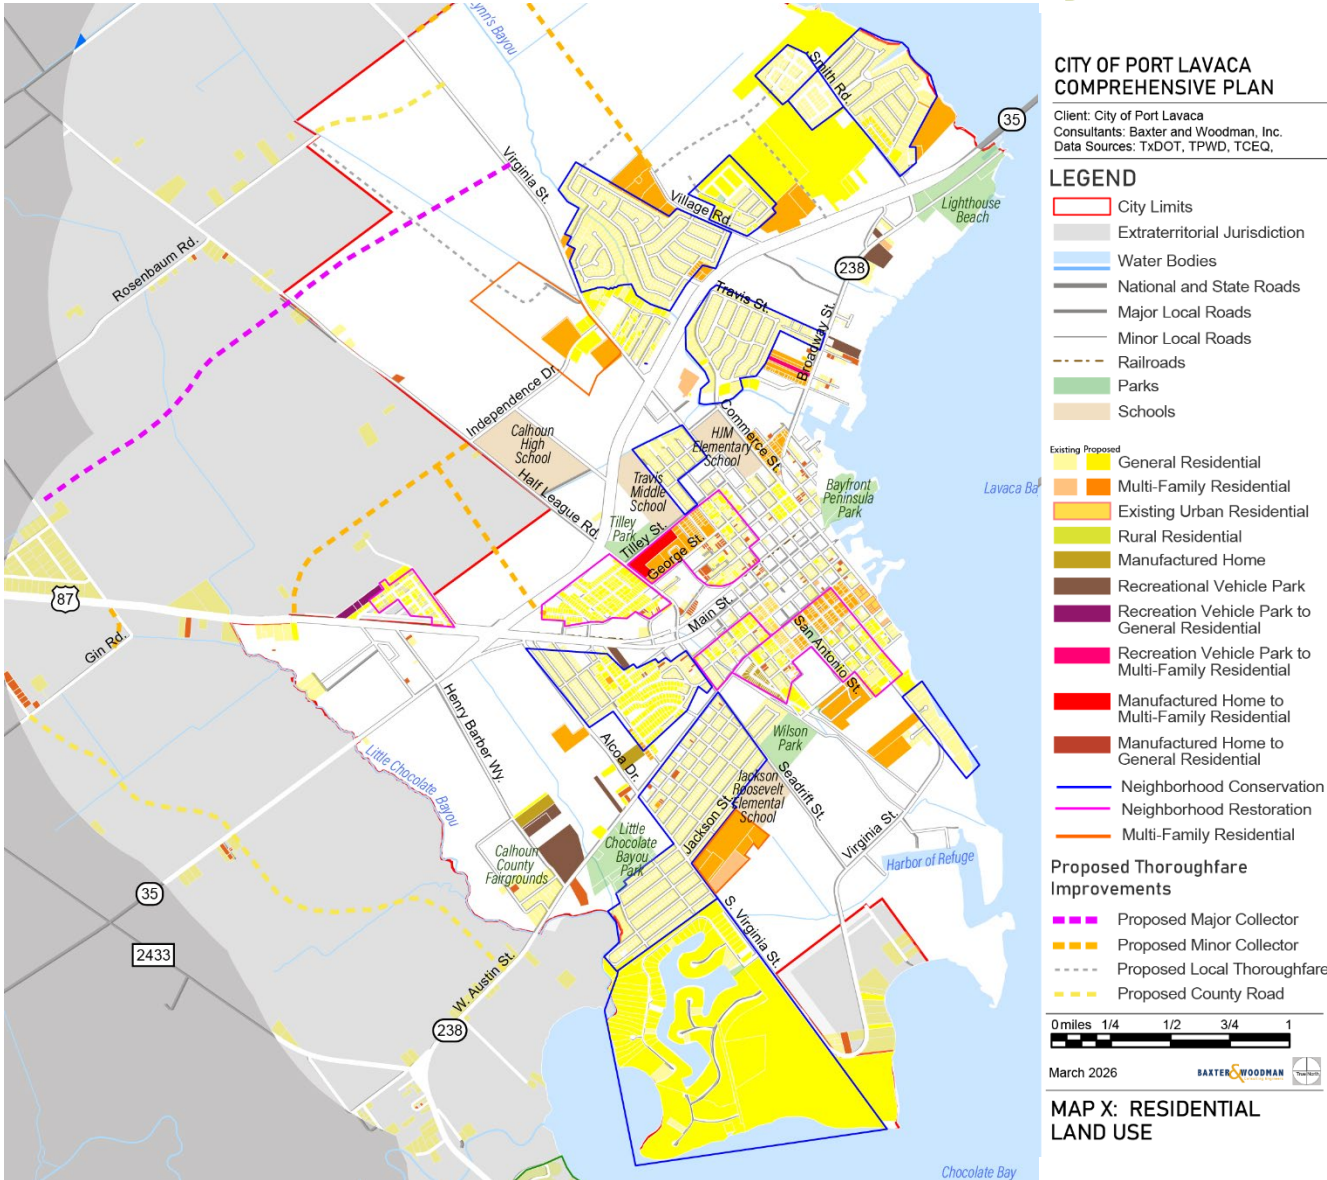 CITY OF PORT LAVACA
COMPREHENSIVE PLAN
Client: City of Port Lavaca
Consultants: Baxter and Woodman, Inc.
Data Sources: TxDOT, TPWD, TCEQ,
LEGEND
City Limits
Extraterritorial Jurisdiction
Water Bodies
National and State Roads
Major Local Roads
Minor Local Roads
Railroads
Parks
Schools
Existing Proposed
General Residential
Multi-Family Residential
Existing Urban Residential
Rural Residential
Manufactured Home
Recreational Vehicle Park
Recreation Vehicle Park to
General Residential
Recreation Vehicle Park to
Multi-Family Residential
Manufactured Home to
Multi-Family Residential
Manufactured Home to
General Residential
Neighborhood Conservation
Neighborhood Restoration
Multi-Family Residential
Proposed Thoroughfare
Improvements
Proposed Major Collector
Proposed Minor Collector
Proposed Local Thoroughfare
Proposed County Road
0 miles 1/4 1/2 3/4 1
March 2026
BAXTER & WOODMAN
MAP X: RESIDENTIAL
LAND USE
Lynn's Bayou
Smith Rd.
35
Virginia St.
Village Rd.
Lighthouse
Beach
Rosenbaum Rd.
238
Travis St.
Broadway St.
Independence Dr.
Commerce St.
Calhoun
High
School
HJM
Elementary
School
Travis
Middle
School
Half League Rd.
Bayfront
Peninsula
Park
Lavaca Ba
Tilley
Park
Tilley St.
George St.
87
Gin Rd.
Main St.
San Antonio St.
Henry Barber Wy.
Alcoa Dr.
Wilson
Park
Little Chocolate Bayou
Seadrift St.
Jackson
Roosevelt
Elemental
School
Jackson St.
Virginia St.
Little
Chocolate
Bayou
Park
Calhoun
County
Fairgrounds
Harbor of Refuge
35
2433
S. Virginia St.
W. Austin St.
238
Chocolate Bay